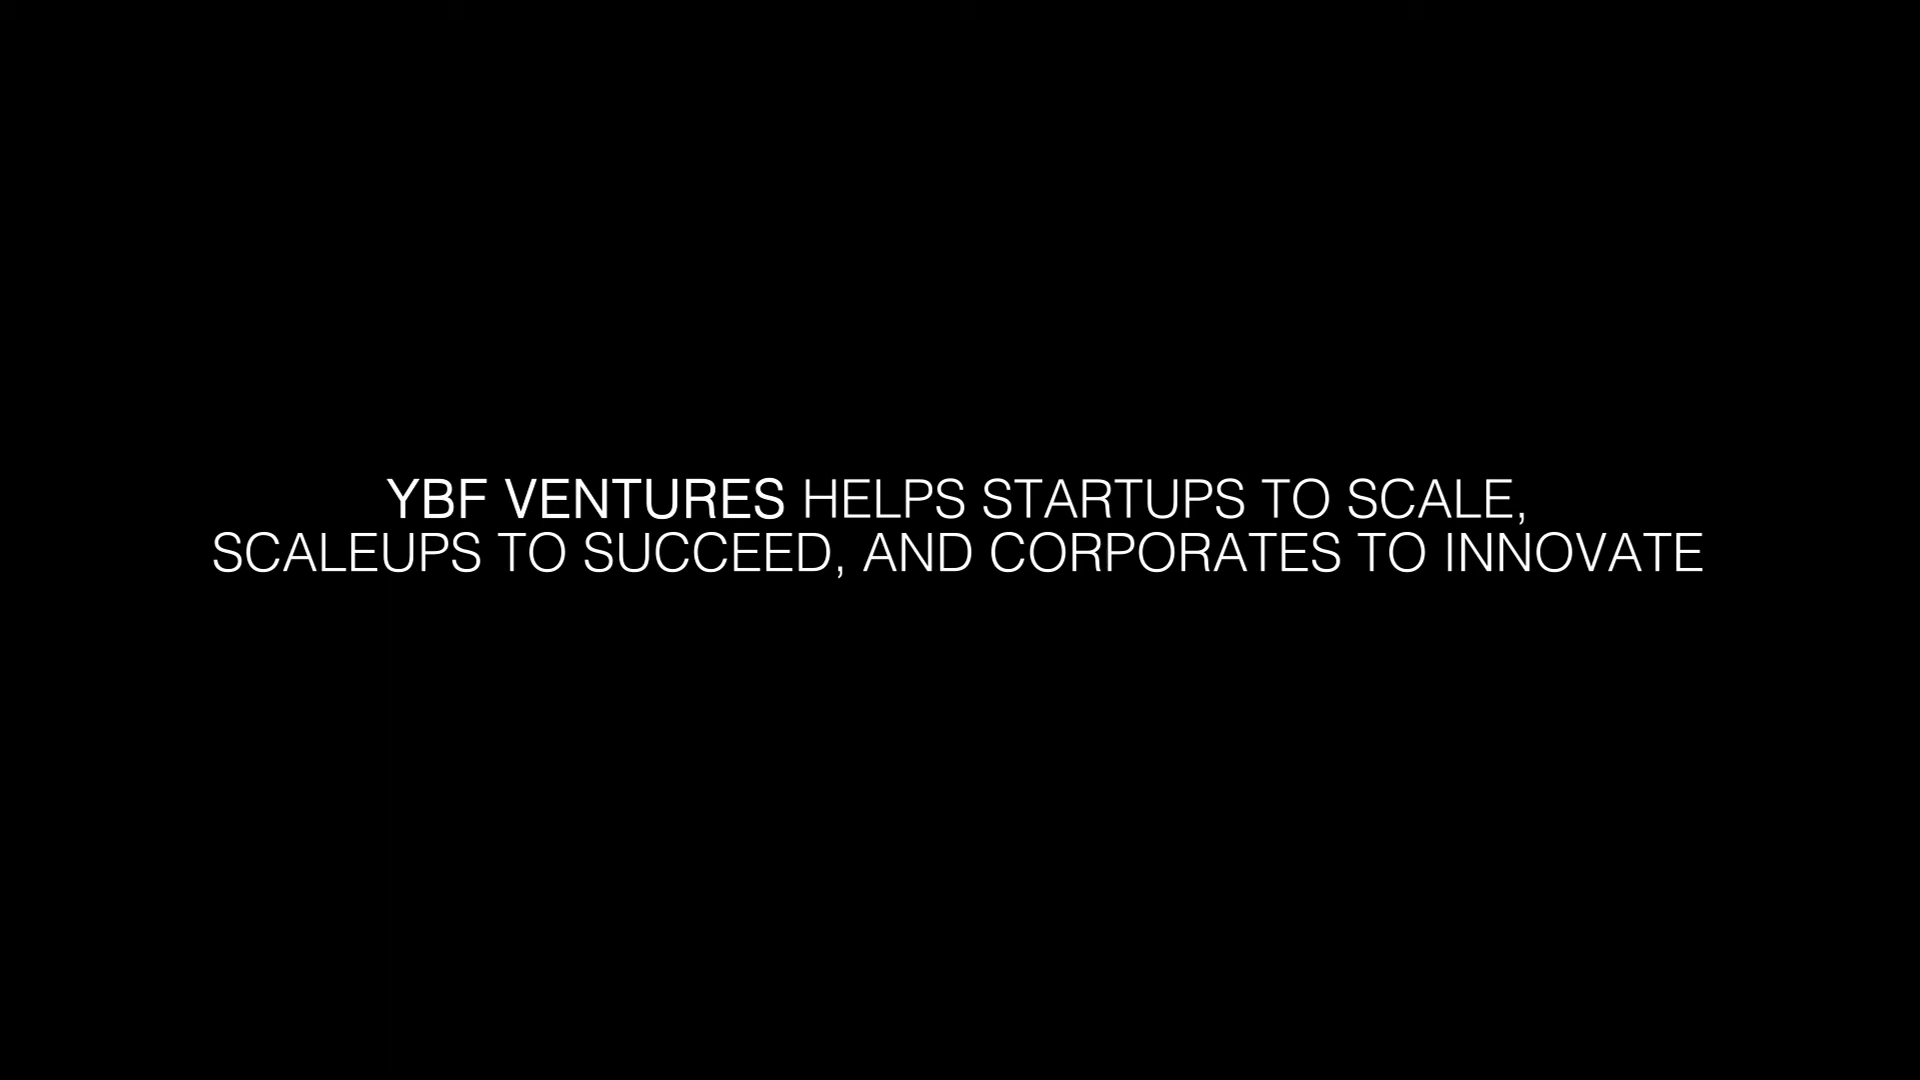 YBF VENTURES HELPS STARTUPS TO SCALE,
SCALEUPS TO SUCCEED, AND CORPORATES TO INNOVATE